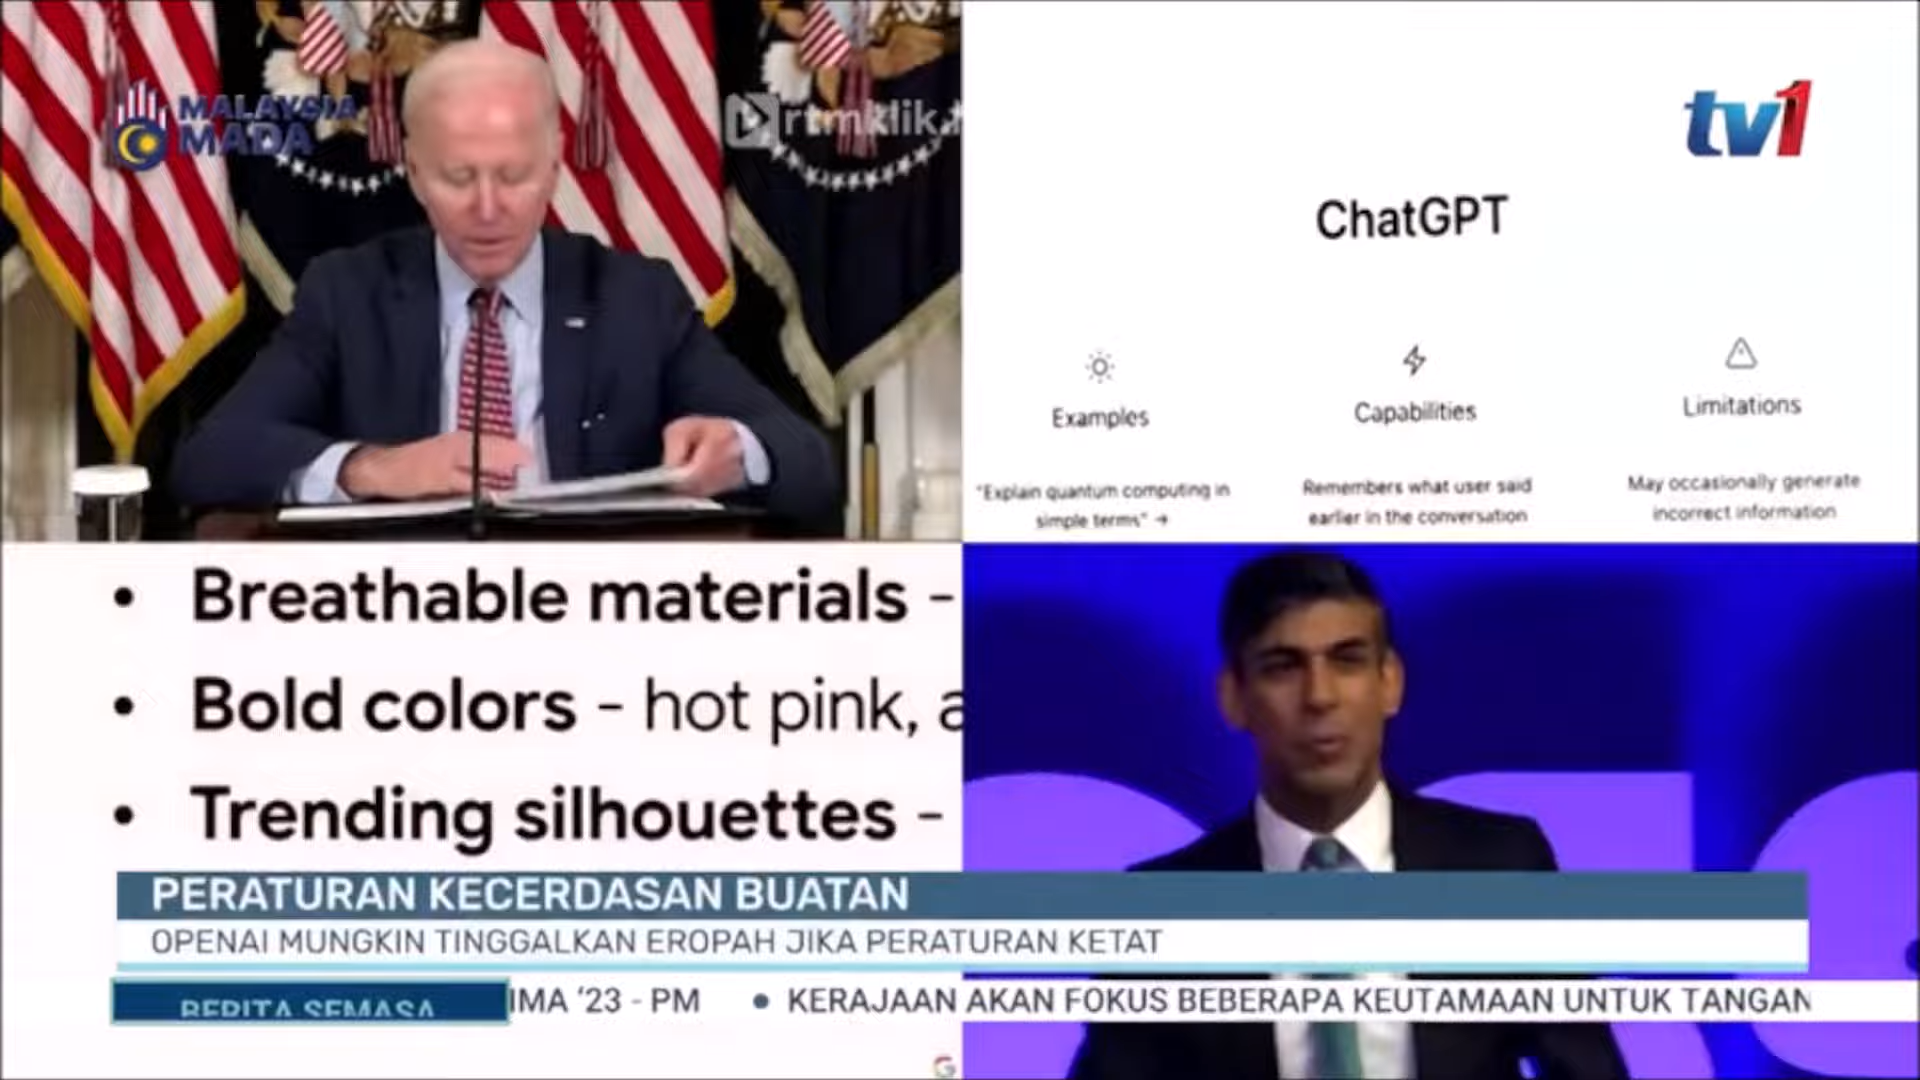 MALAYSIA
MADANI
rtmklik.
tv1
ChatGPT
Examples
Capabilities
Limitations
"Explain quantum computing in
simple terms" →
Remembers what user said
earlier in the conversation
May occasionally generate
incorrect information
• Breathable materials -
• Bold colors - hot pink, a
• Trending silhouettes -
PERATURAN KECERDASAN BUATAN
OPENAI MUNGKIN TINGGALKAN EROPAH JIKA PERATURAN KETAT
BERITA SEMASA
IMA '23 - PM • KERAJAAN AKAN FOKUS BEBERAPA KEUTAMAAN UNTUK TANGAN
G